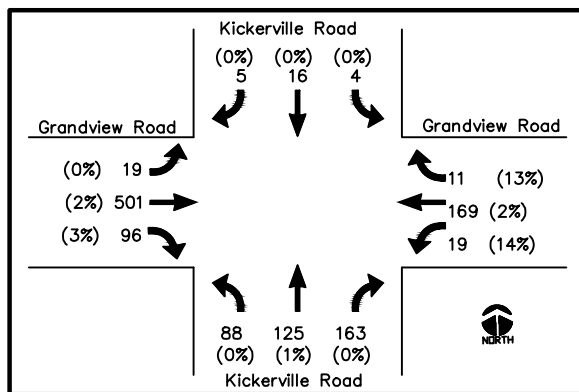 Kickerville Road
(0%) (0%) (0%)
5 16 4
Grandview Road
Grandview Road
(0%) 19
(2%) 501
(3%) 96
11 (13%)
169 (2%)
19 (14%)
88 125 163
(0%) (1%) (0%)
Kickerville Road
NORTH